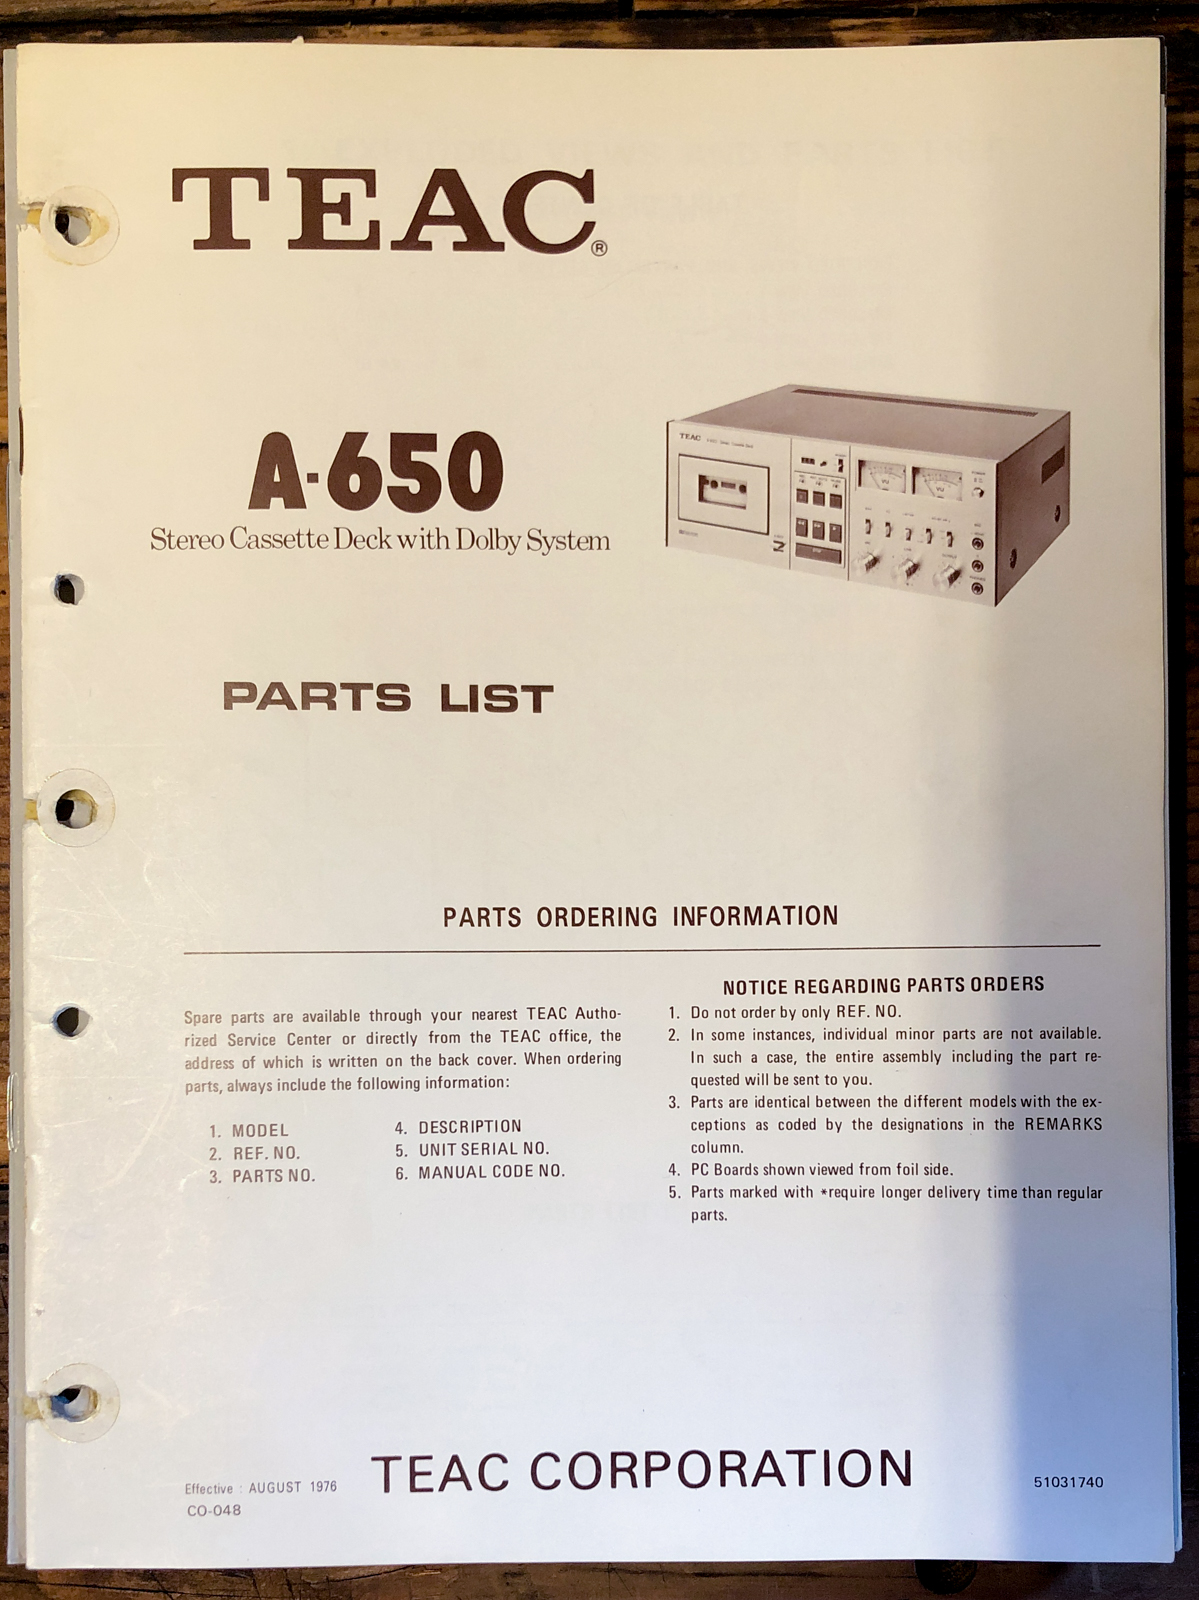 TEAC®
A-650
Stereo Cassette Deck with Dolby System
TEAC
PARTS LIST
PARTS ORDERING INFORMATION
Spare parts are available through your nearest TEAC Autho-
rized Service Center or directly from the TEAC office, the
address of which is written on the back cover. When ordering
parts, always include the following information:
1. MODEL
2. REF. NO.
3. PARTS NO.
4. DESCRIPTION
5. UNIT SERIAL NO.
6. MANUAL CODE NO.
NOTICE REGARDING PARTS ORDERS
1. Do not order by only REF. NO.
2. In some instances, individual minor parts are not available.
In such a case, the entire assembly including the part re-
quested will be sent to you.
3. Parts are identical between the different models with the ex-
ceptions as coded by the designations in the REMARKS
column.
4. PC Boards shown viewed from foil side.
5. Parts marked with *require longer delivery time than regular
parts.
Effective : AUGUST 1976
CO-048
TEAC CORPORATION
51031740